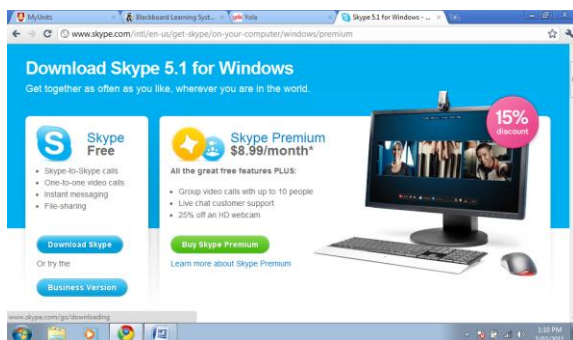 MyUnits
Blackboard Learning Syst...
Yola
Skype 5.1 for Windows - ...
www.skype.com/intl/en-us/get-skype/on-your-computer/windows/premium
Download Skype 5.1 for Windows
Get together as often as you like, wherever you are in the world.
15%
discount
S
Skype
Free
Skype-to-Skype calls
One-to-one video calls
Instant messaging
File-sharing
Download Skype
Or try the
Business Version
Skype Premium
$8.99/month*
All the great free features PLUS:
Group video calls with up to 10 people
Live chat customer support
25% off an HD webcam
Buy Skype Premium
Learn more about Skype Premium
www.skype.com/go/downloading
3:10 PM